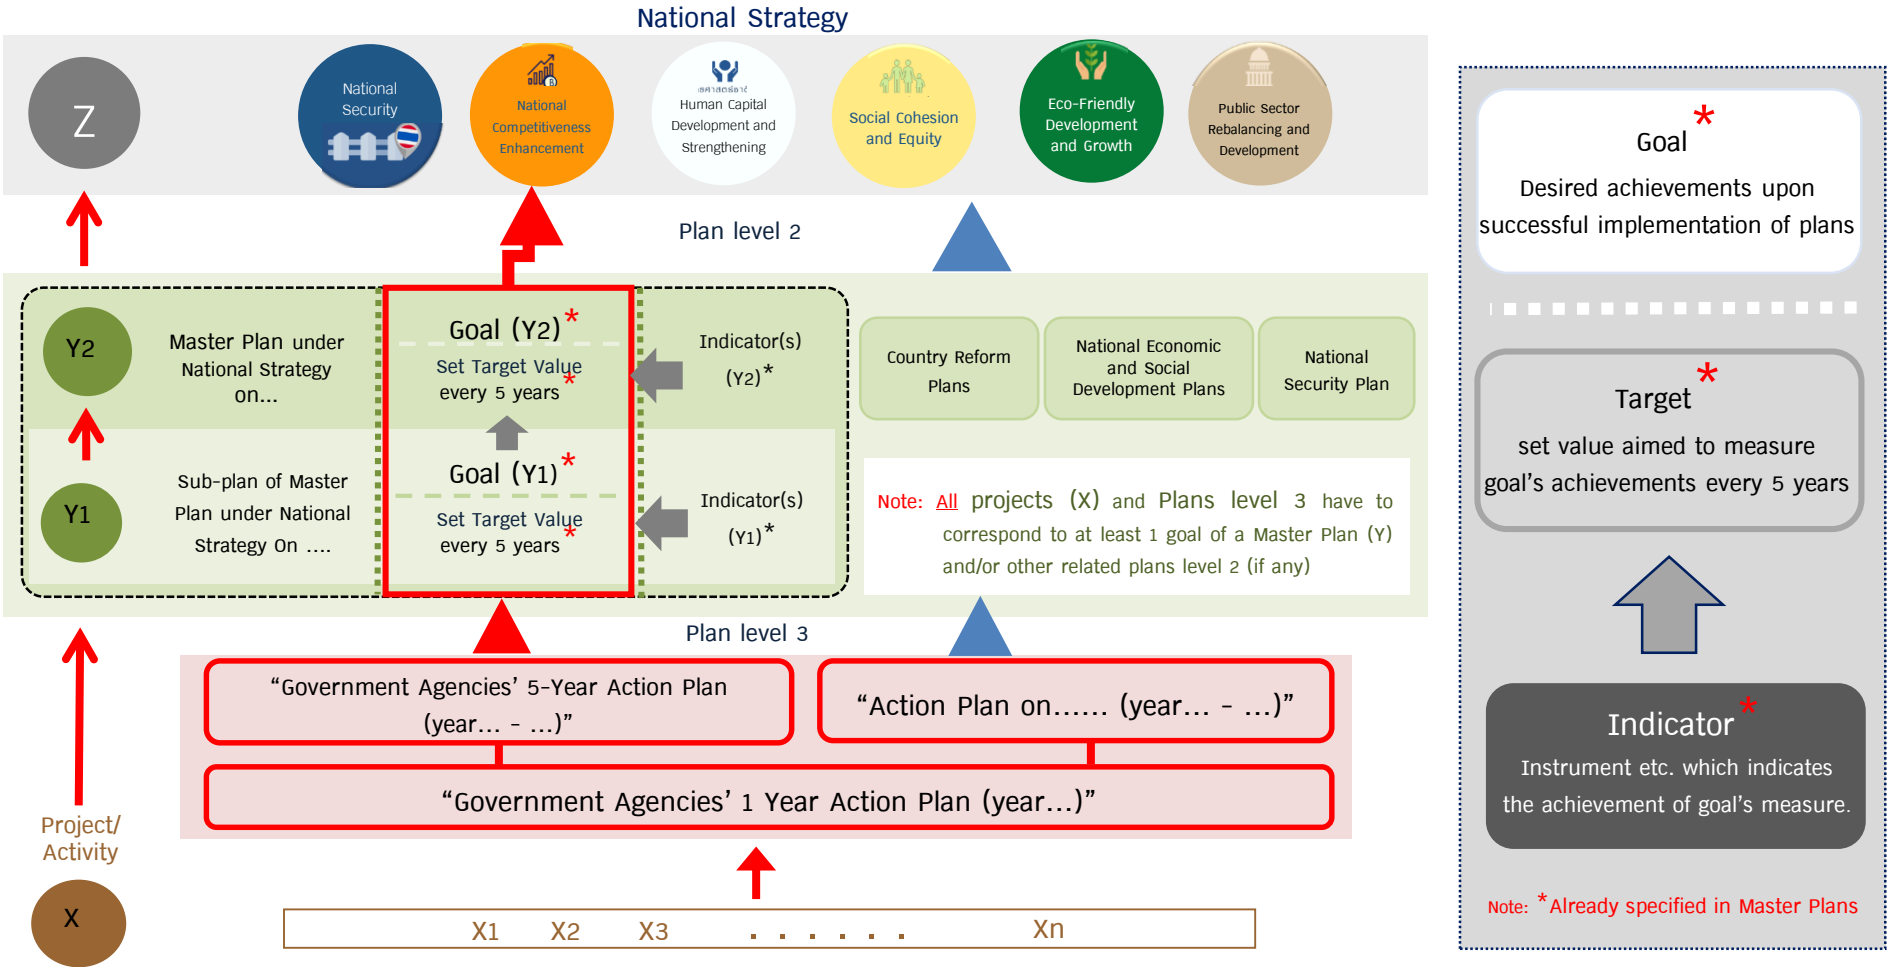 National Strategy
Z
National
Security
National
Competitiveness
Enhancement
Human Capital
Development and
Strengthening
Social Cohesion
and Equity
Eco-Friendly
Development
and Growth
Public Sector
Rebalancing and
Development
Plan level 2
Y2
Master Plan under
National Strategy
on...
Goal (Y2)*
Set Target Value
every 5 years*
Indicator(s)
(Y2)*
Country Reform
Plans
National Economic
and Social
Development Plans
National
Security Plan
Y1
Sub-plan of Master
Plan under National
Strategy On ....
Goal (Y1)*
Set Target Value
every 5 years*
Indicator(s)
(Y1)*
Note: All projects (X) and Plans level 3 have to
correspond to at least 1 goal of a Master Plan (Y)
and/or other related plans level 2 (if any)
Plan level 3
“Government Agencies’ 5-Year Action Plan
(year... - ...)”
“Action Plan on...... (year... - ...)”
“Government Agencies’ 1 Year Action Plan (year...)”
Project/
Activity
X
X1 X2 X3 . . . . . . Xn
Goal*
Desired achievements upon
successful implementation of plans
Target*
set value aimed to measure
goal’s achievements every 5 years
Indicator*
Instrument etc. which indicates
the achievement of goal’s measure.
Note: *Already specified in Master Plans